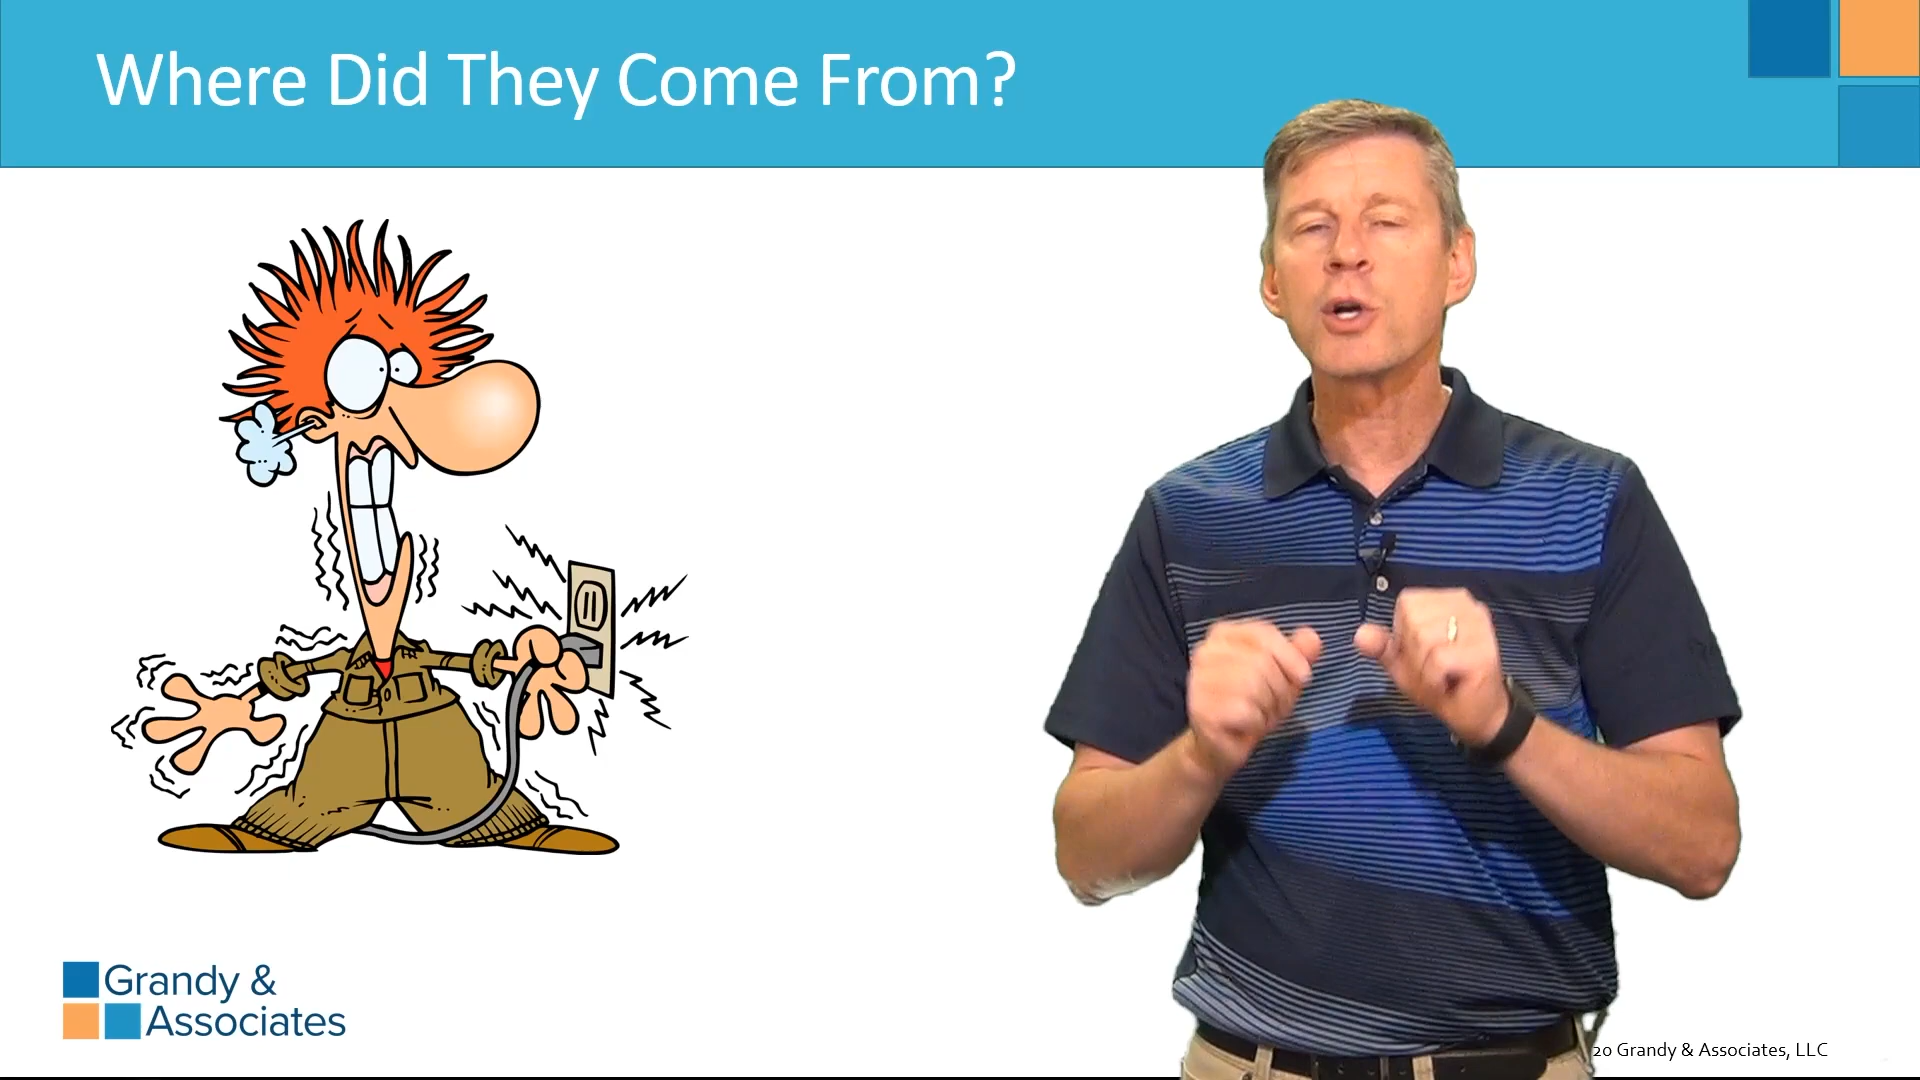 Where Did They Come From?
Grandy &
Associates
20 Grandy & Associates, LLC